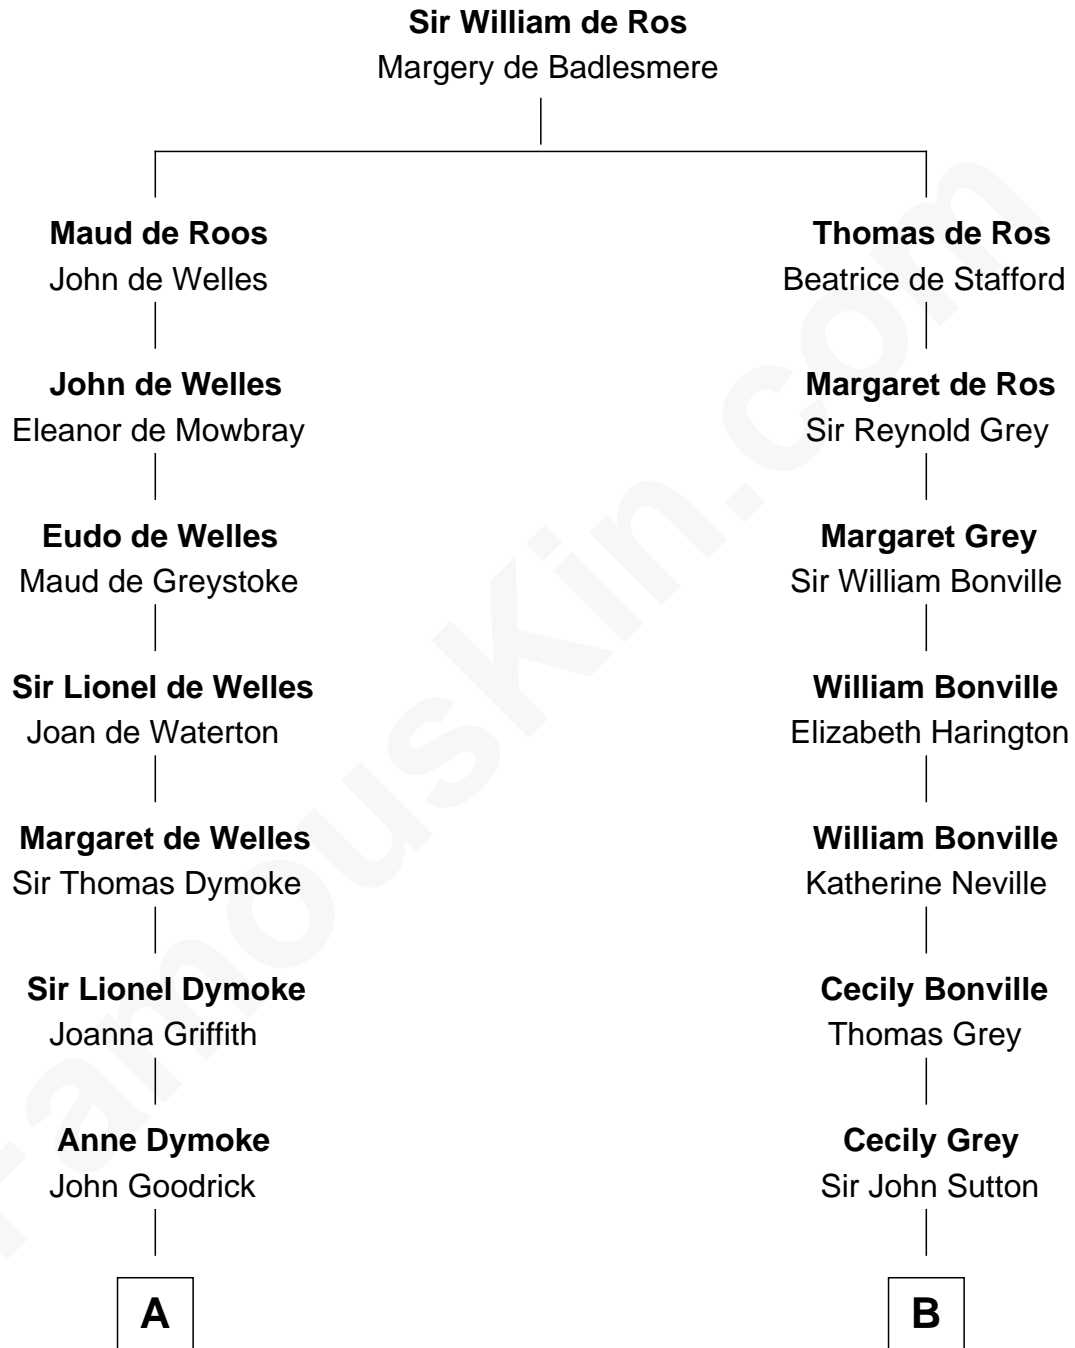 Sir William de Ros
Margery de Badlesmere
Maud de Roos
John de Welles
Thomas de Ros
Beatrice de Stafford
John de Welles
Eleanor de Mowbray
Margaret de Ros
Sir Reynold Grey
Eudo de Welles
Maud de Greystoke
Margaret Grey
Sir William Bonville
Sir Lionel de Welles
Joan de Waterton
William Bonville
Elizabeth Harington
Margaret de Welles
Sir Thomas Dymoke
William Bonville
Katherine Neville
Sir Lionel Dymoke
Joanna Griffith
Cecily Bonville
Thomas Grey
Anne Dymoke
John Goodrick
Cecily Grey
Sir John Sutton
A
B
FamousKin.com